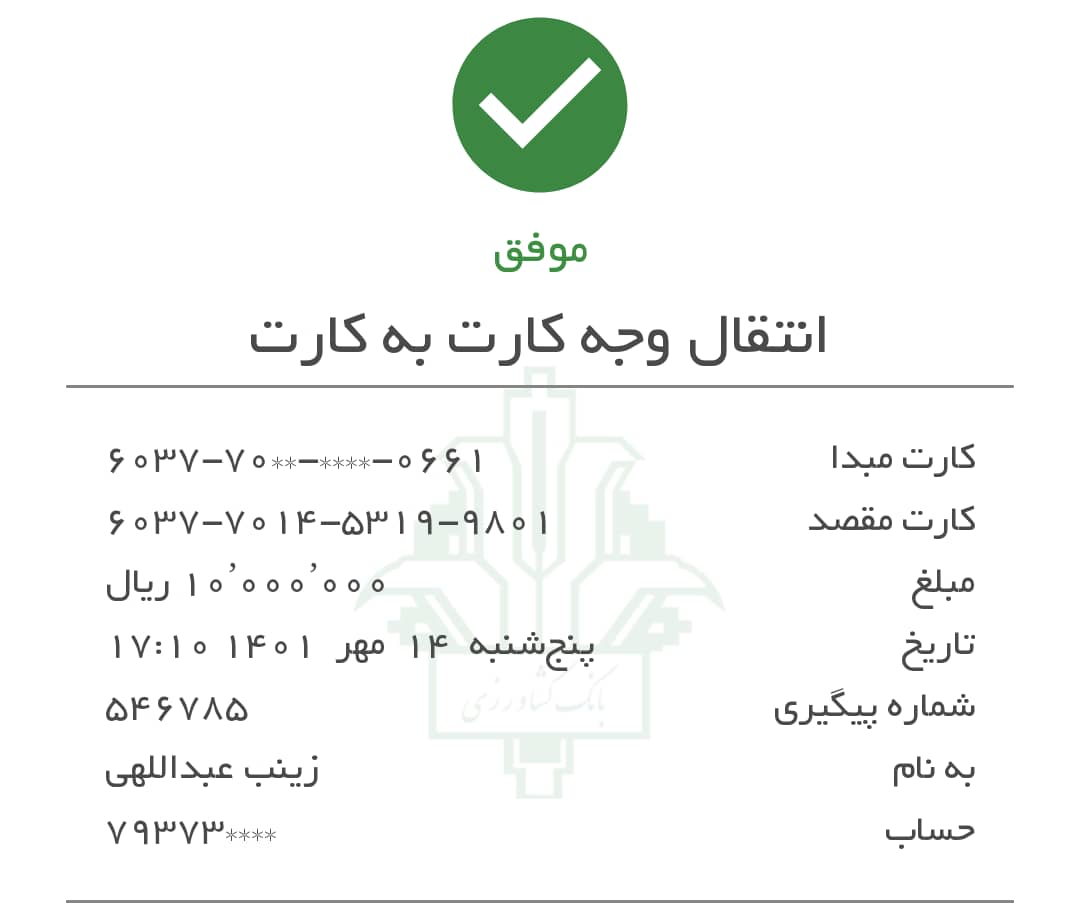 موفق
انتقال وجه کارت به کارت
کارت مبدا ۶۰۳۷-۷۰**-****-۰۶۶۱
کارت مقصد ۶۰۳۷-۷۰۱۴-۵۳۱۹-۹۸۰۱
مبلغ ۱۰٬۰۰۰٬۰۰۰ ریال
تاریخ پنج‌شنبه ۱۴ مهر ۱۴۰۱ ۱۷:۱۰
شماره پیگیری ۵۴۶۷۸۵
به نام زینب عبداللهی
حساب ۷۹۳۷۳****
بانک کشاورزی